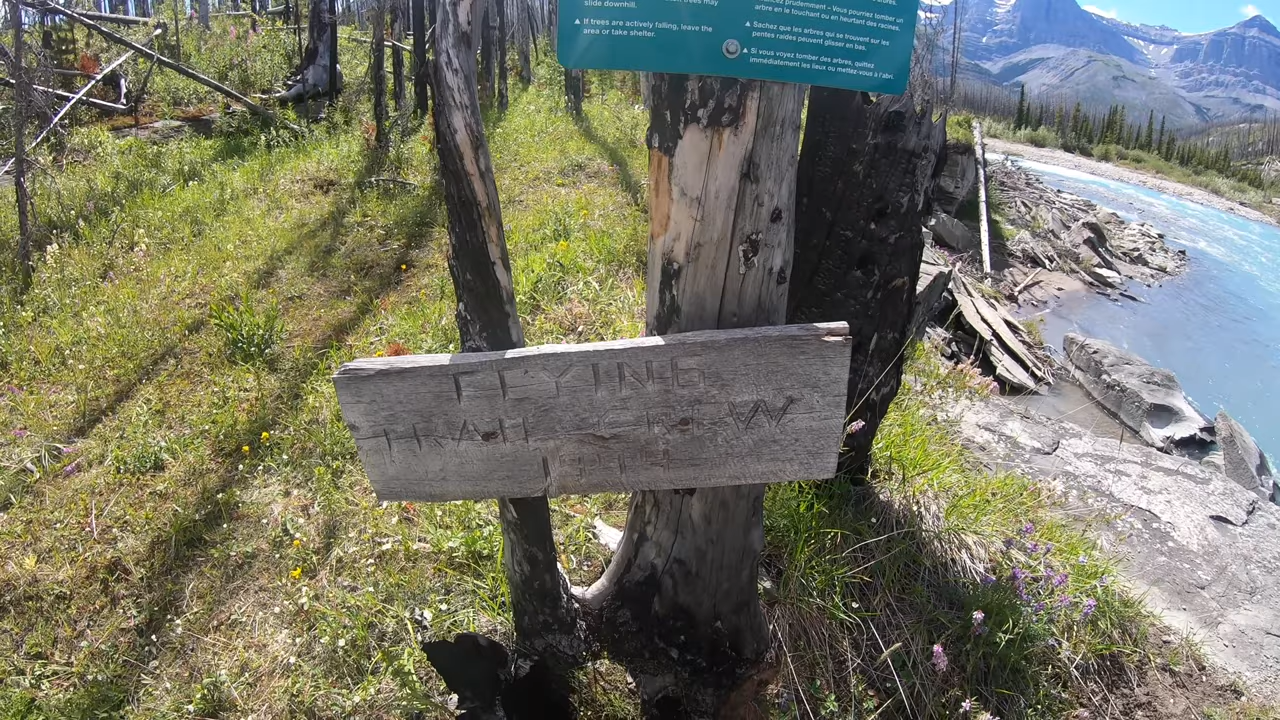 slide downhill.
▲ If trees are actively falling, leave the
area or take shelter.
arbre en le touchant ou en heurtant des racines.
▲ Sachez que les arbres qui se trouvent sur les
pentes raides peuvent glisser en bas.
▲ Si vous voyez tomber des arbres, quittez
immédiatement les lieux ou mettez-vous à l'abri.
FLYING
TRAIL CREW